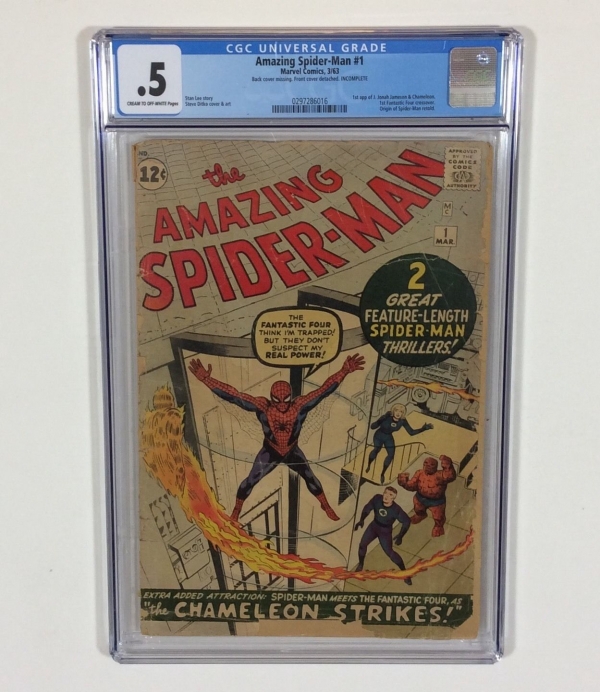 CGC UNIVERSAL GRADE
.5
CREAM TO OFF-WHITE Pages
Amazing Spider-Man #1
Marvel Comics, 3/63
Back cover missing. Front cover detached. INCOMPLETE
Stan Lee story
Steve Ditko cover & art
0297286016
1st app of J. Jonah Jameson & Chameleon.
1st Fantastic Four crossover.
Origin of Spider-Man retold.
IND.
12¢
the
AMAZING
SPIDER-MAN
APPROVED
BY THE
COMICS
CODE
AUTHORITY
M
C
1
MAR.
2
GREAT
FEATURE-LENGTH
SPIDER-MAN
THRILLERS!
THE
FANTASTIC FOUR
THINK I'M TRAPPED!
BUT THEY DON'T
SUSPECT MY
REAL POWER!
4
EXTRA ADDED ATTRACTION: SPIDER-MAN MEETS THE FANTASTIC FOUR, AS
"the CHAMELEON STRIKES!"